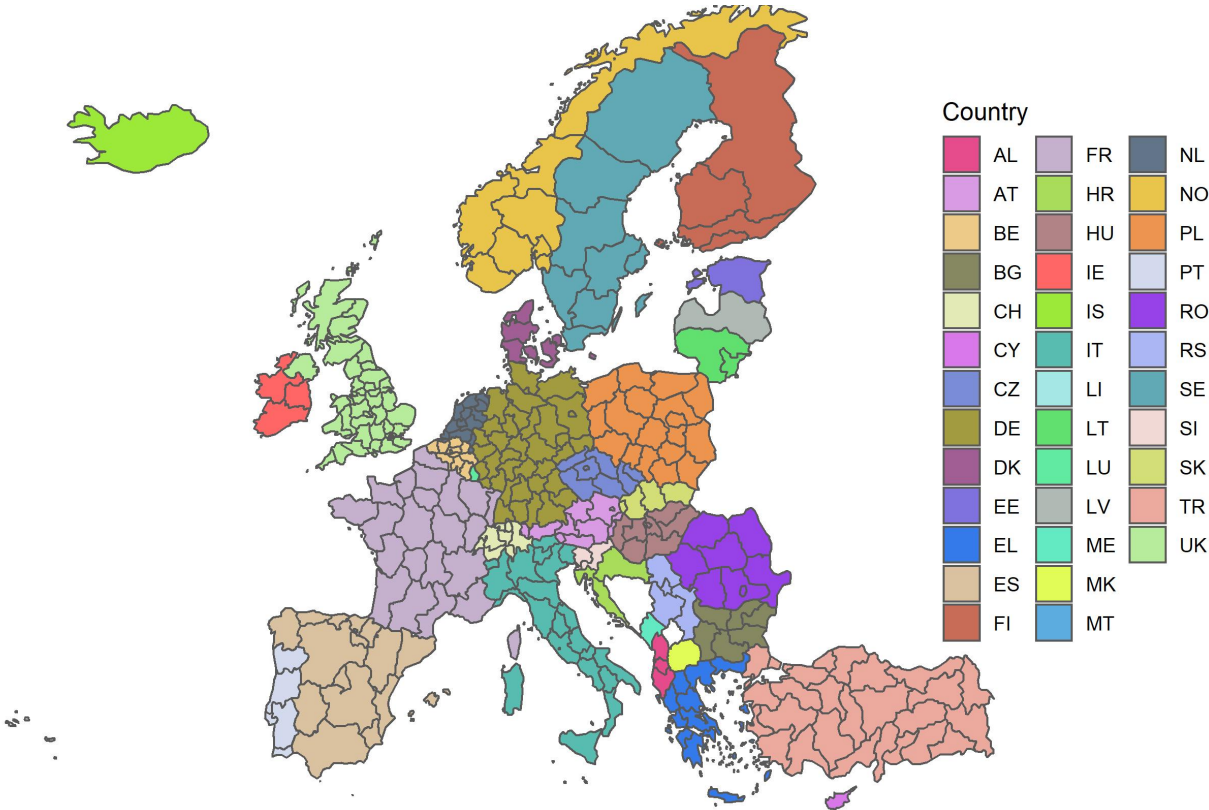 Country
AL FR NL
AT HR NO
BE HU PL
BG IE PT
CH IS RO
CY IT RS
CZ LI SE
DE LT SI
DK LU SK
EE LV TR
EL ME UK
ES MK
FI MT